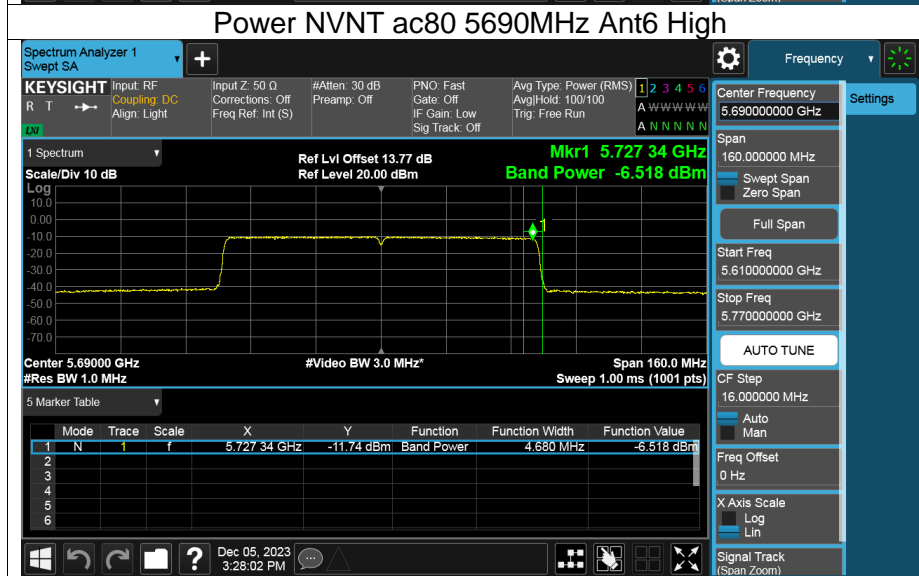 (Span Zoom)
Power NVNT ac80 5690MHz Ant6 High
Spectrum Analyzer 1
Swept SA
+
Frequency
KEYSIGHT
R T
LXI
Input: RF
Coupling: DC
Align: Light
Input Z: 50 Ω
Corrections: Off
Freq Ref: Int (S)
#Atten: 30 dB
Preamp: Off
PNO: Fast
Gate: Off
IF Gain: Low
Sig Track: Off
Avg Type: Power (RMS)
Avg|Hold: 100/100
Trig: Free Run
1 2 3 4 5 6
A W W W W W
A N N N N N
1 Spectrum
Scale/Div 10 dB
Ref Lvl Offset 13.77 dB
Ref Level 20.00 dBm
Mkr1 5.727 34 GHz
Band Power -6.518 dBm
Log
10.0
0.00
-10.0
-20.0
-30.0
-40.0
-50.0
-60.0
-70.0
1
Center 5.69000 GHz
#Res BW 1.0 MHz
#Video BW 3.0 MHz*
Span 160.0 MHz
Sweep 1.00 ms (1001 pts)
5 Marker Table
Mode Trace Scale X Y Function Function Width Function Value
1 N 1 f 5.727 34 GHz -11.74 dBm Band Power 4.680 MHz -6.518 dBm
2
3
4
5
6
Dec 05, 2023
3:28:02 PM
?
Center Frequency
5.690000000 GHz
Settings
Span
160.000000 MHz
Swept Span
Zero Span
Full Span
Start Freq
5.610000000 GHz
Stop Freq
5.770000000 GHz
AUTO TUNE
CF Step
16.000000 MHz
Auto
Man
Freq Offset
0 Hz
X Axis Scale
Log
Lin
Signal Track
(Span Zoom)